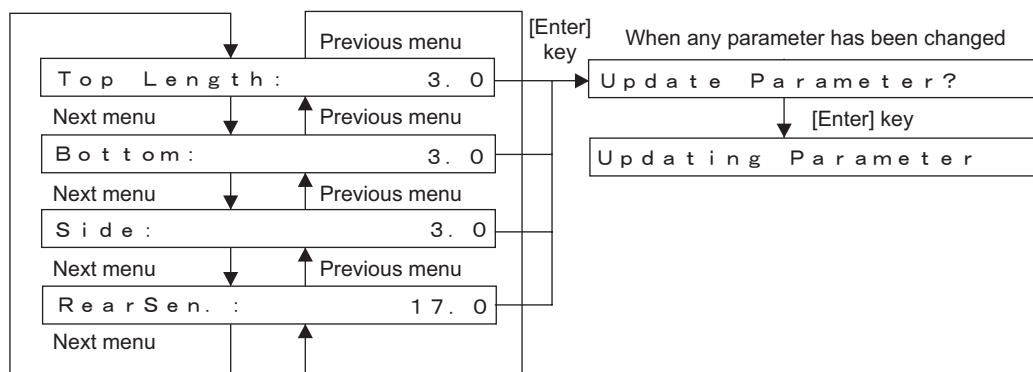 Previous menu
[Enter] key
When any parameter has been changed
Top Length: 3.0
Update Parameter?
Next menu
Previous menu
[Enter] key
Bottom: 3.0
Updating Parameter
Next menu
Previous menu
Side: 3.0
Next menu
Previous menu
RearSen.: 17.0
Next menu